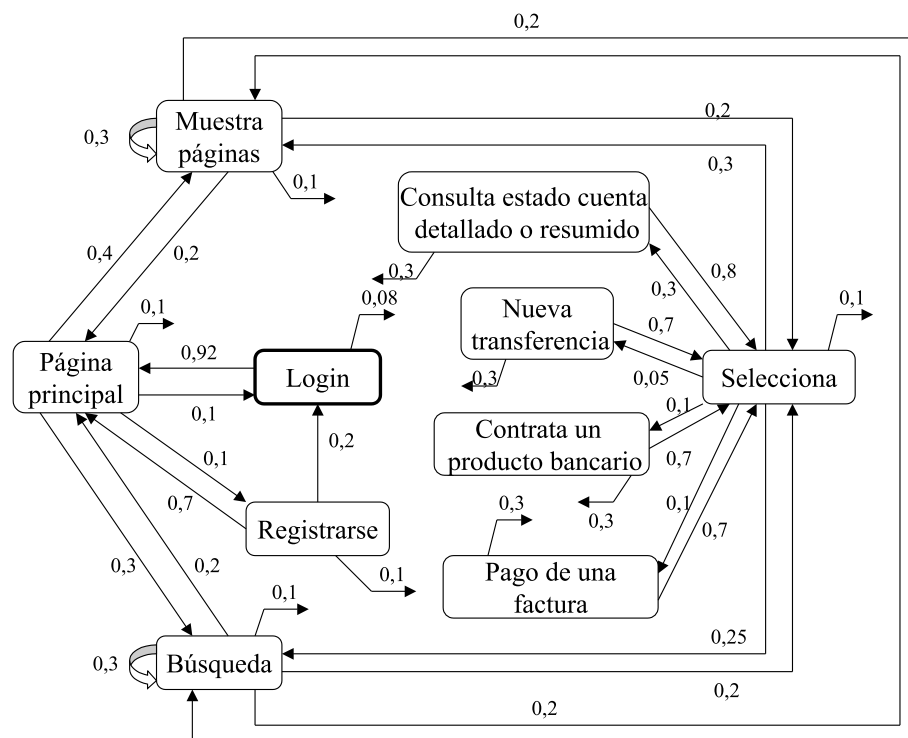 0,2
Muestra
páginas
0,3
0,2
0,3
0,1
Consulta estado cuenta
detallado o resumido
0,4
0,2
0,3
0,8
0,3
0,1
0,08
0,1
Nueva
transferencia
0,7
Página
principal
0,92
Login
0,3
0,05
Selecciona
0,1
0,1
Contrata un
producto bancario
0,2
0,1
0,7
0,7
0,3
0,3
0,1
0,7
Registrarse
0,3
0,2
0,1
Pago de una
factura
0,1
0,25
0,3
Búsqueda
0,2
0,2